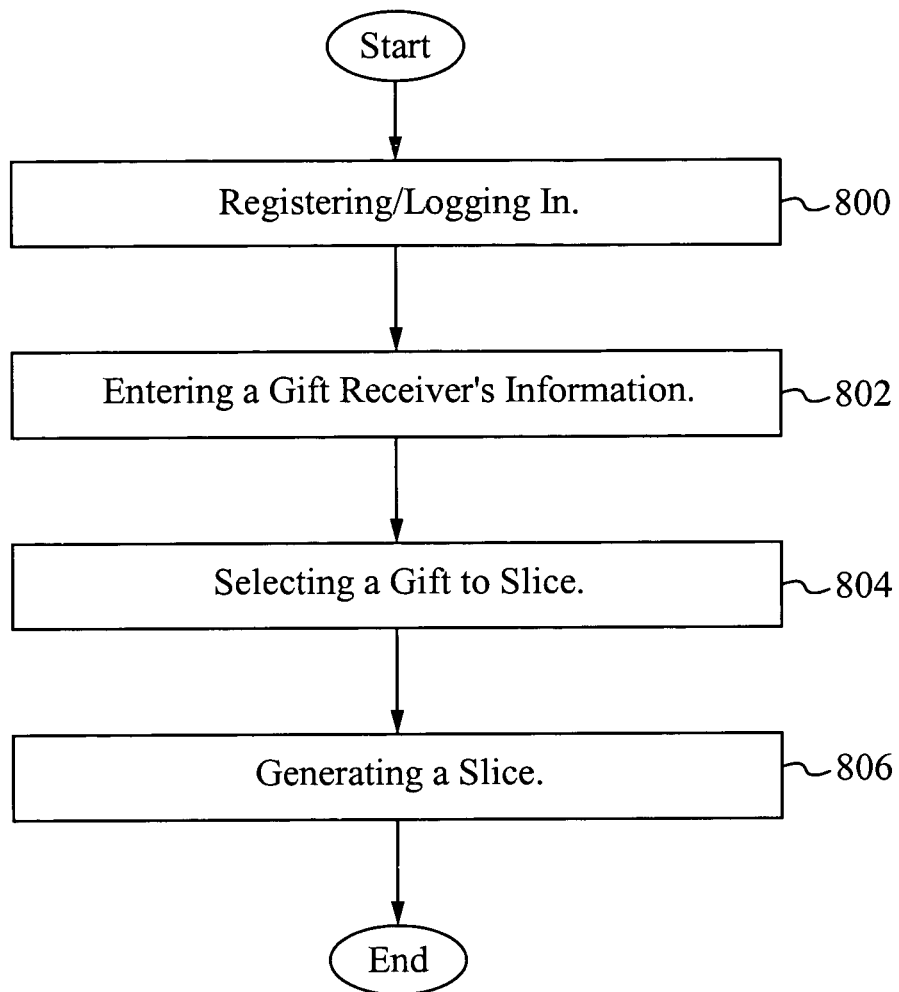 Start
Registering/Logging In.
800
Entering a Gift Receiver's Information.
802
Selecting a Gift to Slice.
804
Generating a Slice.
806
End